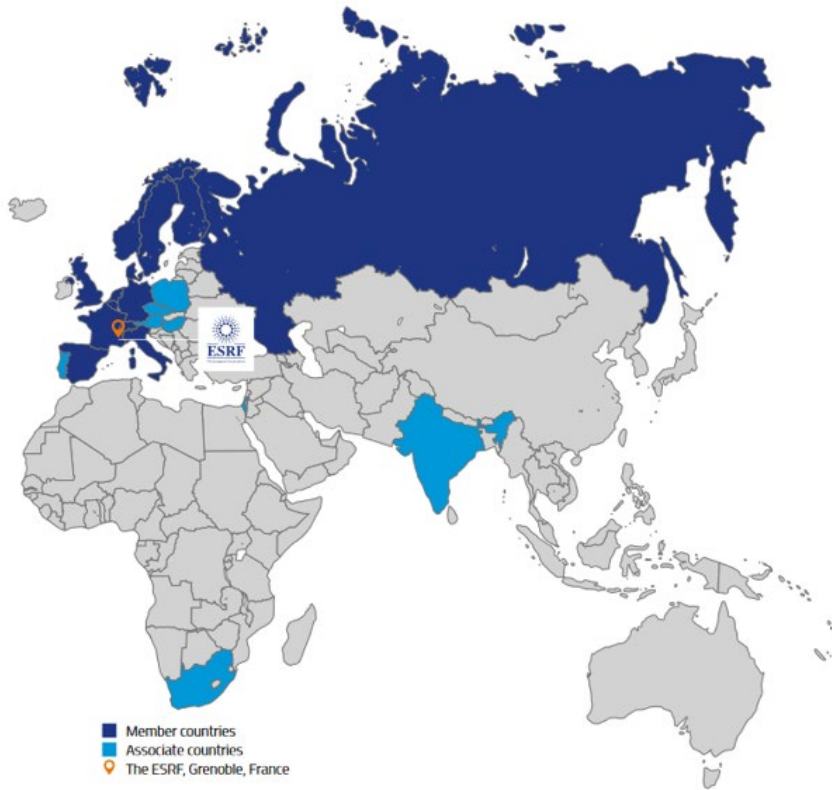 ESRF
Member countries
Associate countries
The ESRF, Grenoble, France